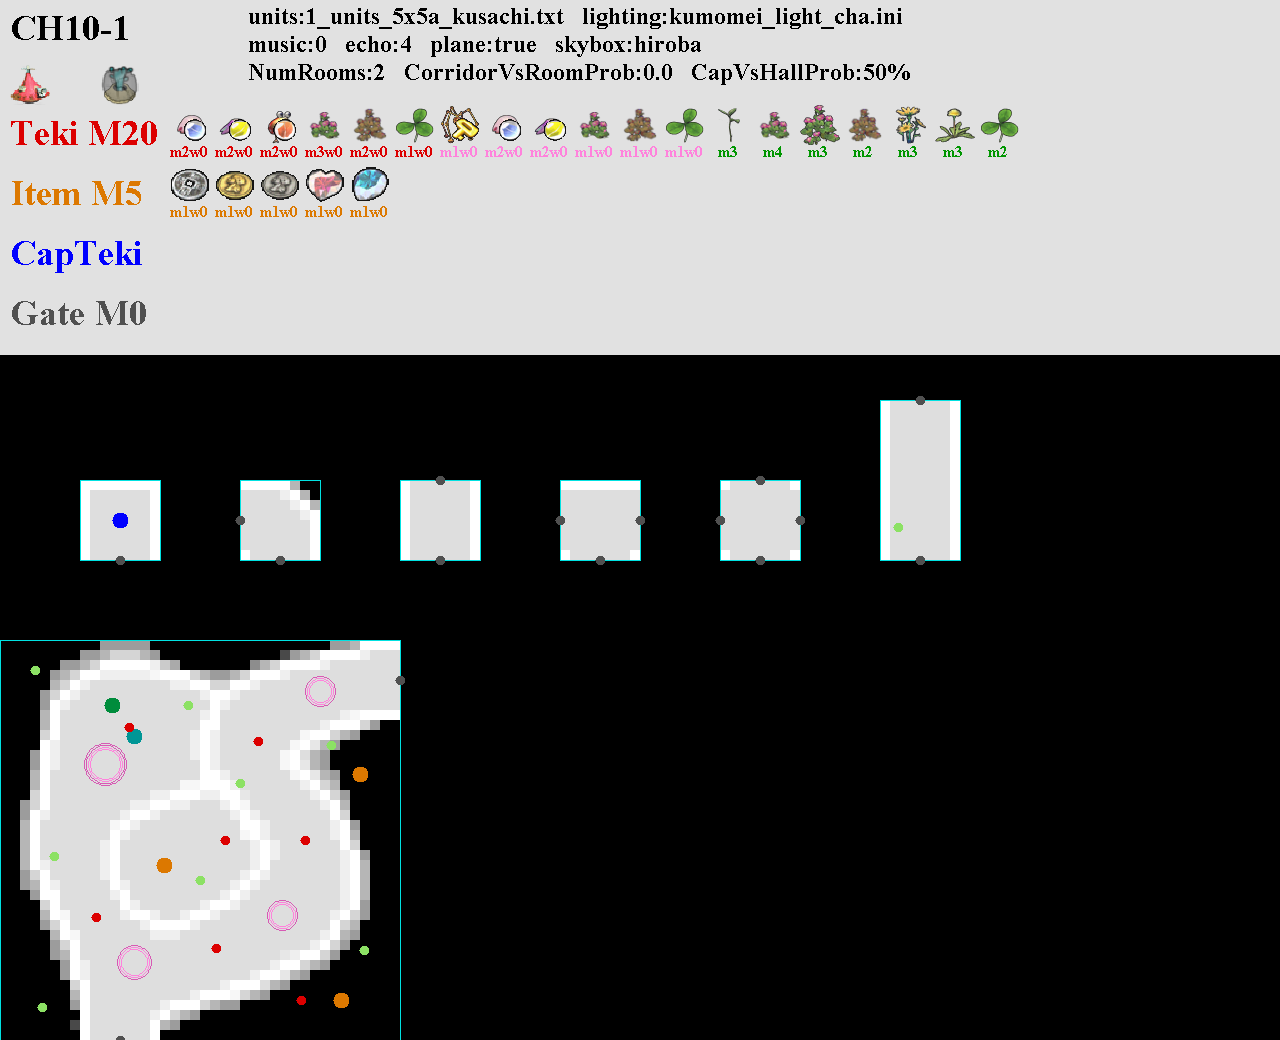 CH10-1
units:1_units_5x5a_kusachi.txt lighting:kumomei_light_cha.ini
music:0 echo:4 plane:true skybox:hiroba
NumRooms:2 CorridorVsRoomProb:0.0 CapVsHallProb:50%
Teki M20
m2w0 m2w0 m2w0 m3w0 m2w0 m1w0 m1w0 m2w0 m2w0 m1w0 m1w0 m1w0 m3 m4 m3 m2 m3 m3 m2
Item M5
m1w0 m1w0 m1w0 m1w0 m1w0
CapTeki
Gate M0